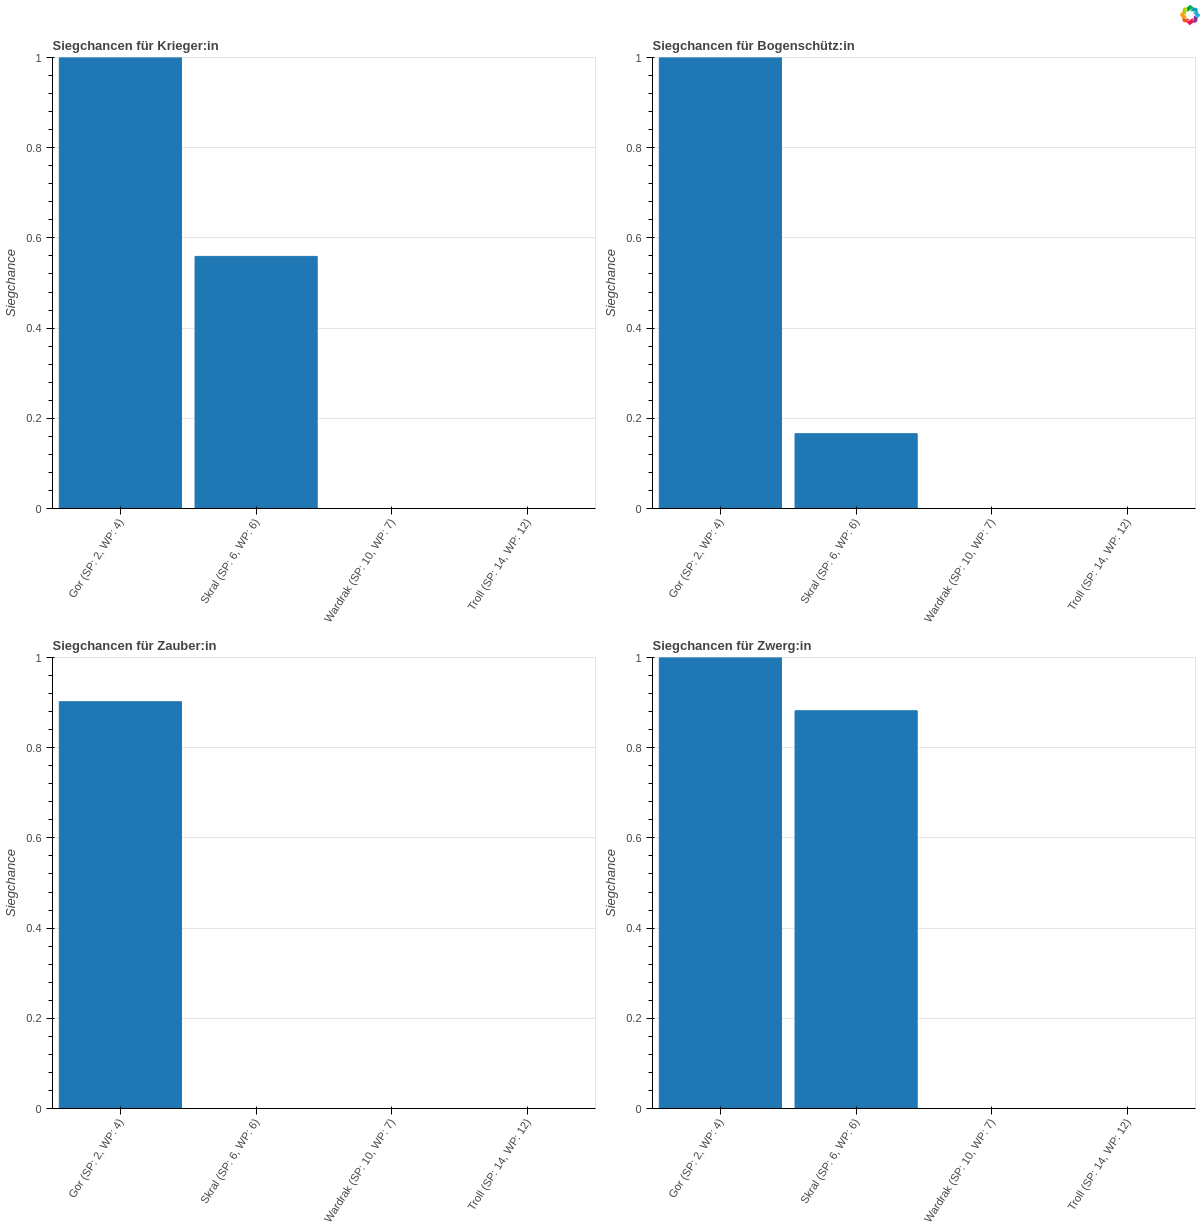 Siegchancen für Krieger:in
1
0.8
0.6
0.4
0.2
0
Siegchance
Gor (SP: 2, WP: 4)
Skral (SP: 6, WP: 6)
Wardrak (SP: 10, WP: 7)
Troll (SP: 14, WP: 12)
Siegchancen für Bogenschütz:in
1
0.8
0.6
0.4
0.2
0
Siegchance
Gor (SP: 2, WP: 4)
Skral (SP: 6, WP: 6)
Wardrak (SP: 10, WP: 7)
Troll (SP: 14, WP: 12)
Siegchancen für Zauber:in
1
0.8
0.6
0.4
0.2
0
Siegchance
Gor (SP: 2, WP: 4)
Skral (SP: 6, WP: 6)
Wardrak (SP: 10, WP: 7)
Troll (SP: 14, WP: 12)
Siegchancen für Zwerg:in
1
0.8
0.6
0.4
0.2
0
Siegchance
Gor (SP: 2, WP: 4)
Skral (SP: 6, WP: 6)
Wardrak (SP: 10, WP: 7)
Troll (SP: 14, WP: 12)